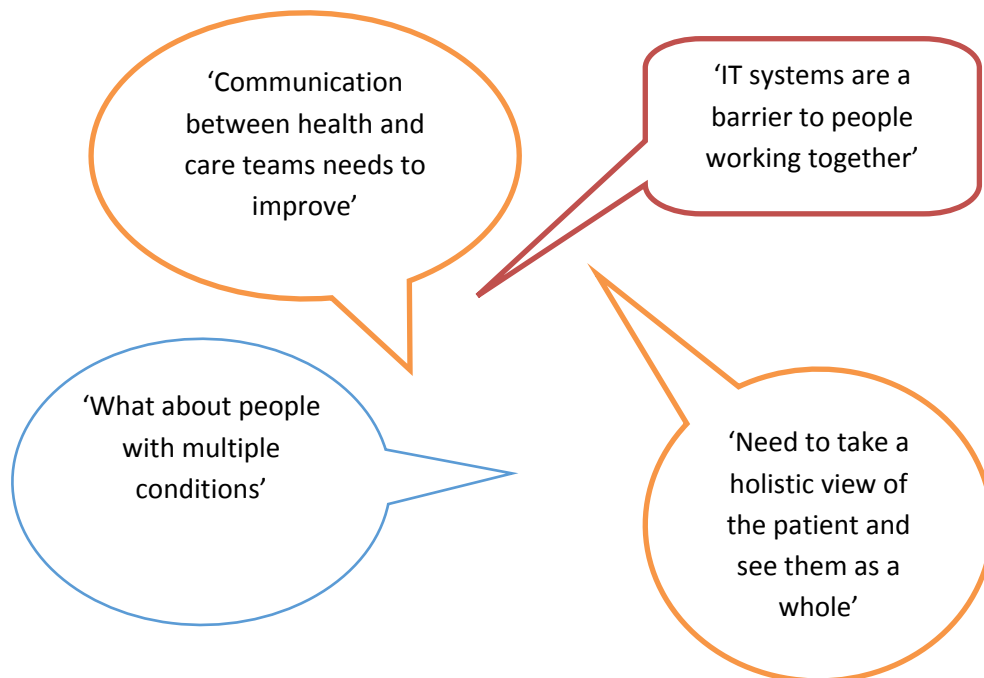 ‘Communication
between health and
care teams needs to
improve’
‘IT systems are a
barrier to people
working together’
‘What about people
with multiple
conditions’
‘Need to take a
holistic view of
the patient and
see them as a
whole’